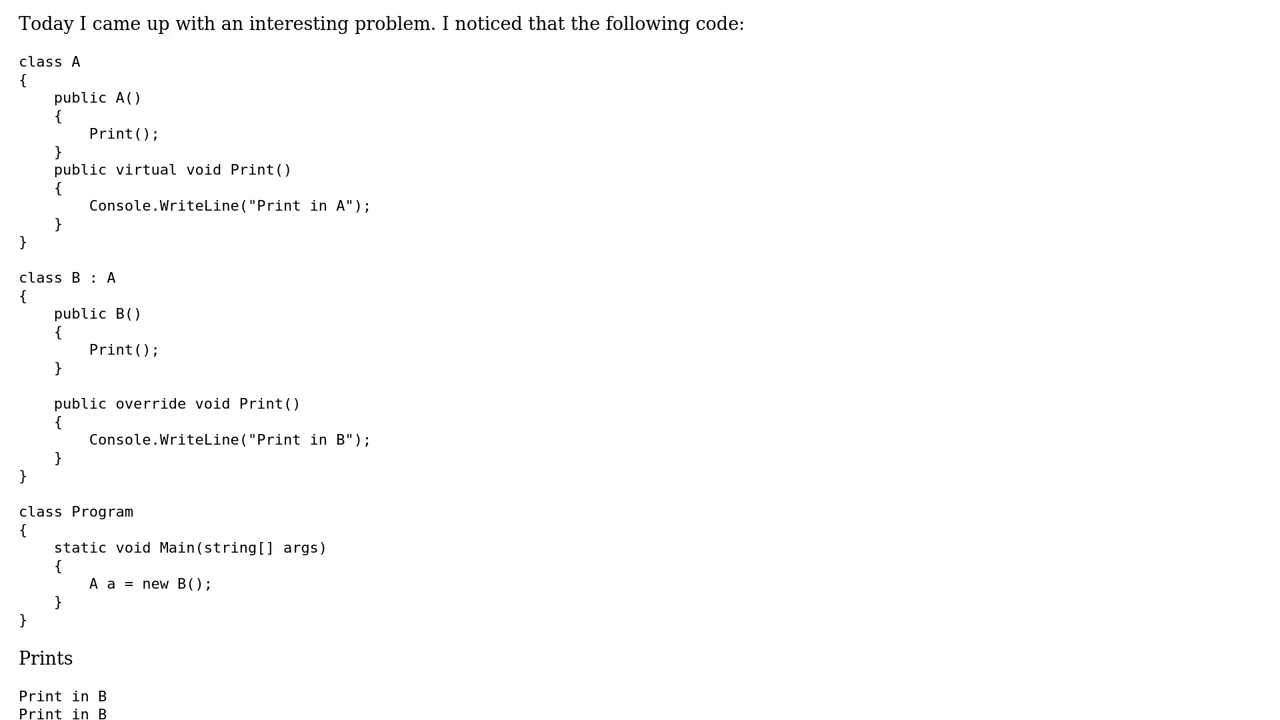 Today I came up with an interesting problem. I noticed that the following code:
class A
{
    public A()
    {
        Print();
    }
    public virtual void Print()
    {
        Console.WriteLine("Print in A");
    }
}

class B : A
{
    public B()
    {
        Print();
    }

    public override void Print()
    {
        Console.WriteLine("Print in B");
    }
}

class Program
{
    static void Main(string[] args)
    {
        A a = new B();
    }
}
Prints
Print in B
Print in B